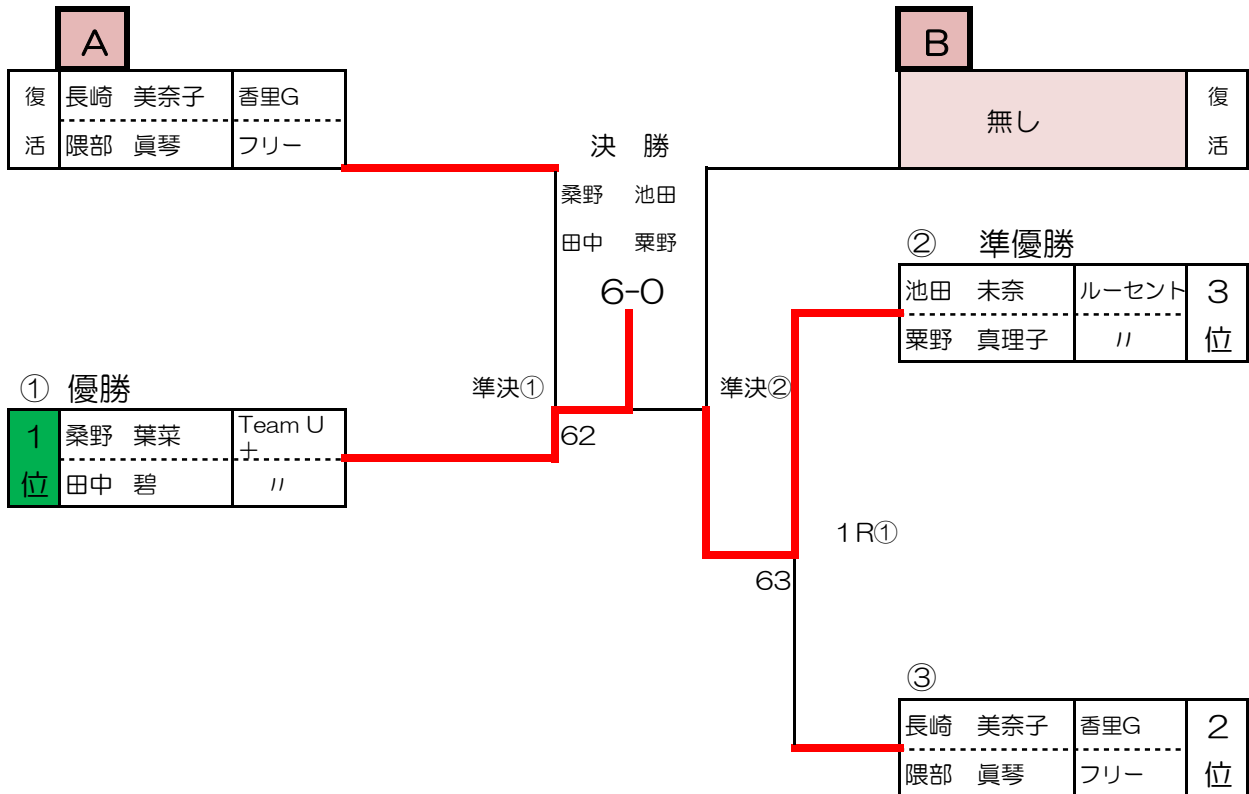 A
復活
長崎 美奈子 香里G
隈部 眞琴 フリー
B
無し
復活
決 勝
桑野 池田
田中 粟野
6-0
① 優勝
1位
桑野 葉菜 Team U+
田中 碧 〃
準決①
62
準決②
② 準優勝
池田 未奈 ルーセント
粟野 真理子 〃
3位
1R①
63
③
長崎 美奈子 香里G
隈部 眞琴 フリー
2位